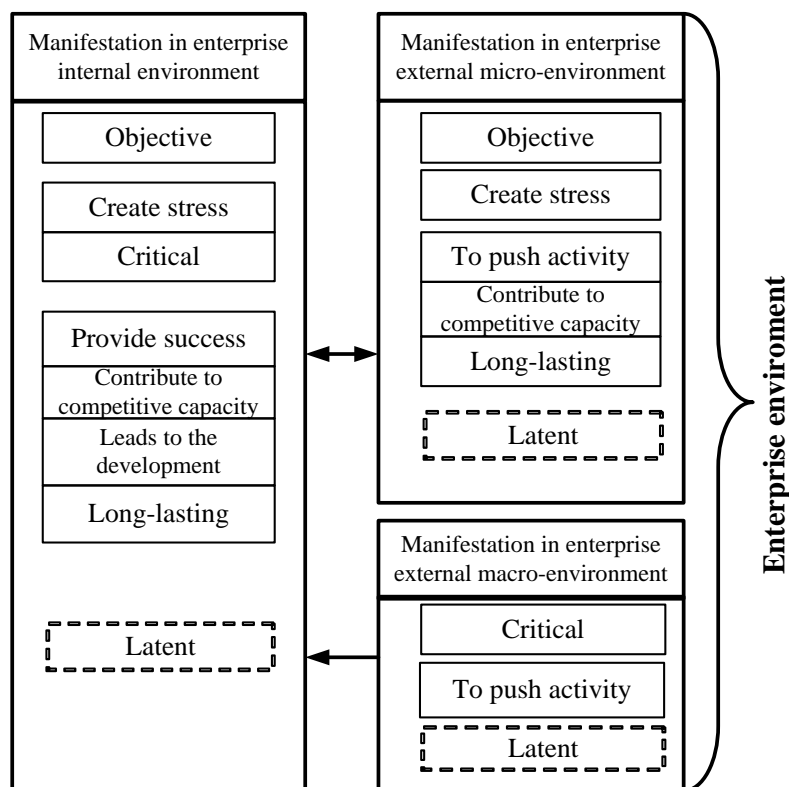 Manifestation in enterprise
internal environment
Objective
Create stress
Critical
Provide success
Contribute to
competitive capacity
Leads to the
development
Long-lasting
Latent
Manifestation in enterprise
external micro-environment
Objective
Create stress
To push activity
Contribute to
competitive capacity
Long-lasting
Latent
Manifestation in enterprise
external macro-environment
Critical
To push activity
Latent
Enterprise enviroment